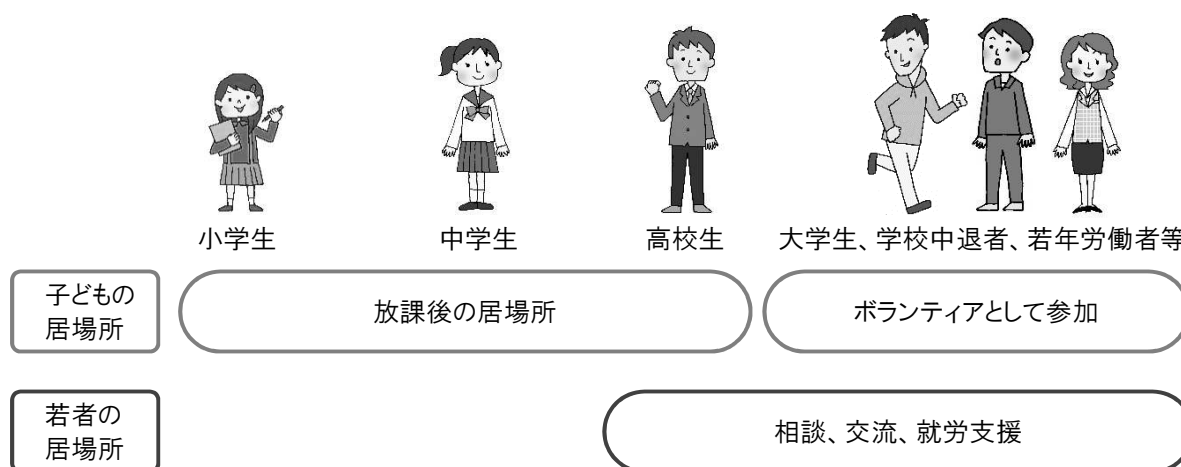 小学生
中学生
高校生
大学生、学校中退者、若年労働者等
子どもの
居場所
放課後の居場所
ボランティアとして参加
若者の
居場所
相談、交流、就労支援